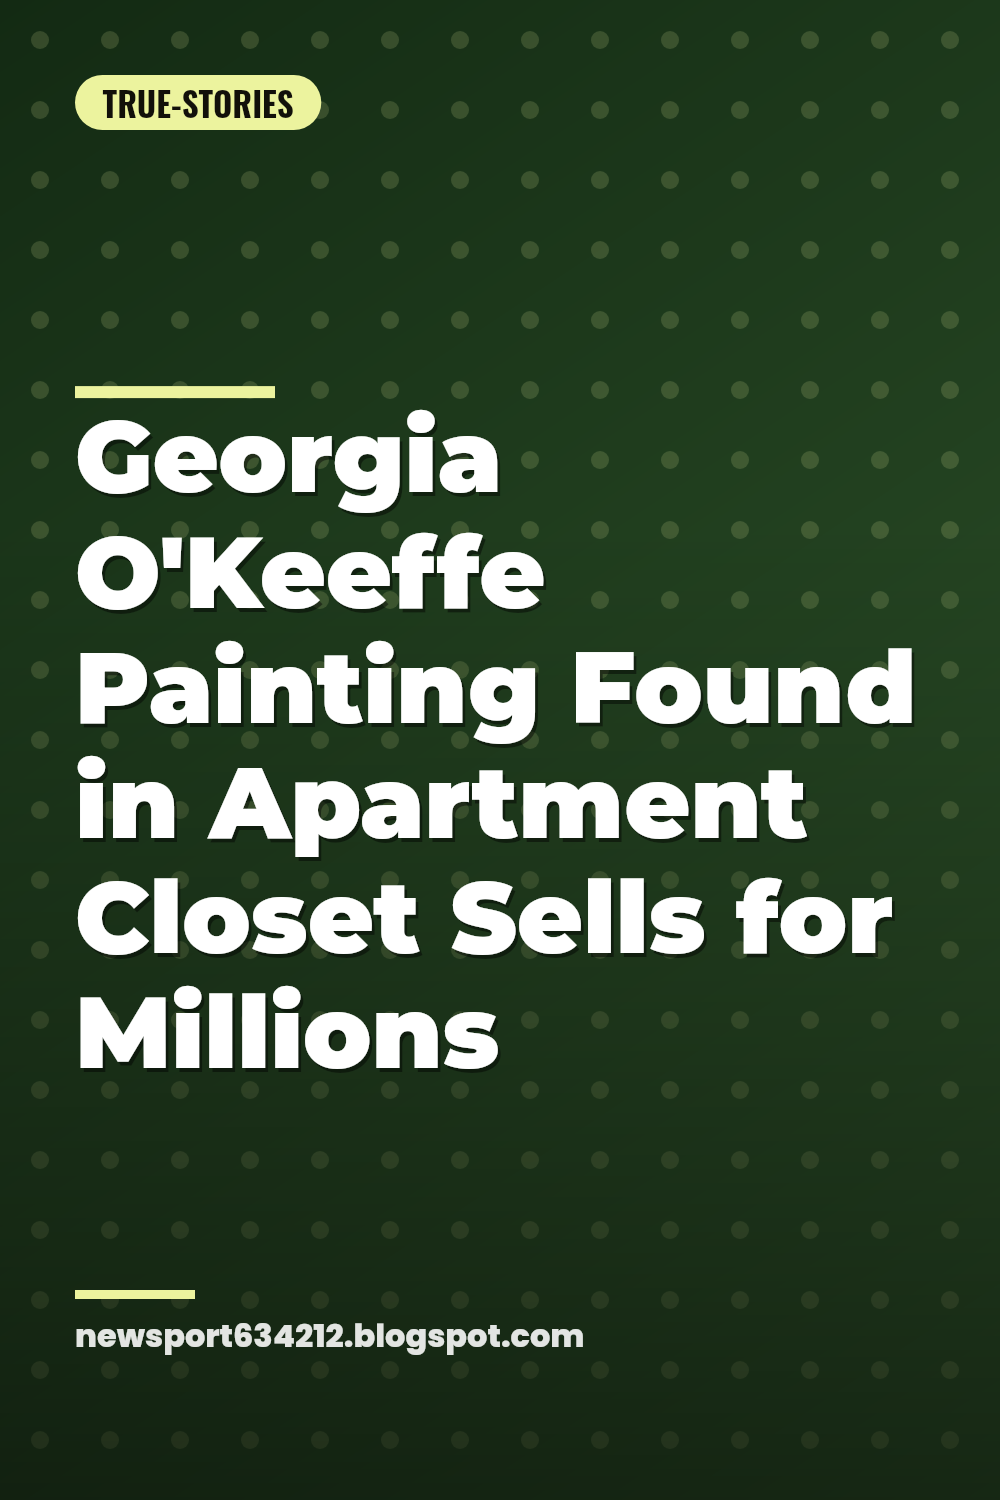 TRUE-STORIES
Georgia
O'Keeffe
Painting Found
in Apartment
Closet Sells for
Millions
newsport634212.blogspot.com